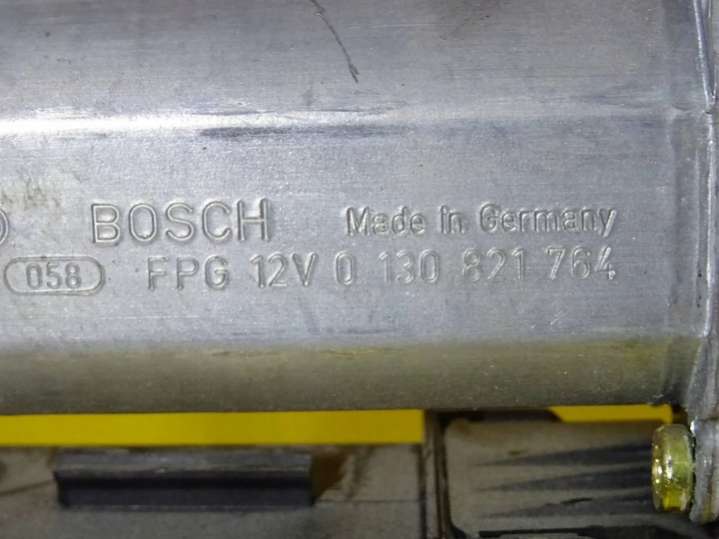 BOSCH Made in Germany
058 FPG 12V 0 130 821 764